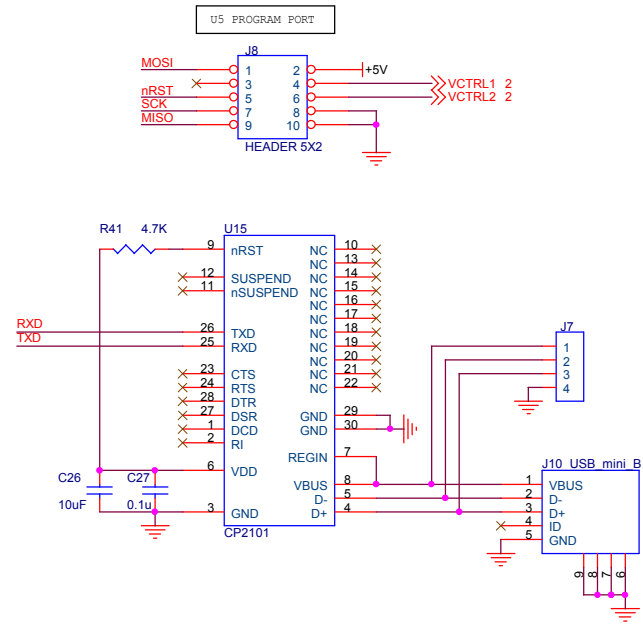 U5 PROGRAM PORT
J8
MOSI 1 2 +5V
3 4 VCTRL1 2
nRST 5 6 VCTRL2 2
SCK 7 8
MISO 9 10
HEADER 5X2
R41 4.7K U15
9 nRST NC 10
NC 13
12 SUSPEND NC 14
11 nSUSPEND NC 15
NC 16
NC 17
RXD 26 TXD NC 18
TXD 25 RXD NC 19
NC 20
23 CTS NC 21
24 RTS NC 22
28 DTR
27 DSR GND 29
1 DCD GND 30
2 RI
REGIN 7
6 VDD
VBUS 8
D- 5
3 GND D+ 4
CP2101
C26 C27
10uF 0.1u
J7
1
2
3
4
J10 USB_mini_B
1 VBUS
2 D-
3 D+
4 ID
5 GND
9 8 7 6